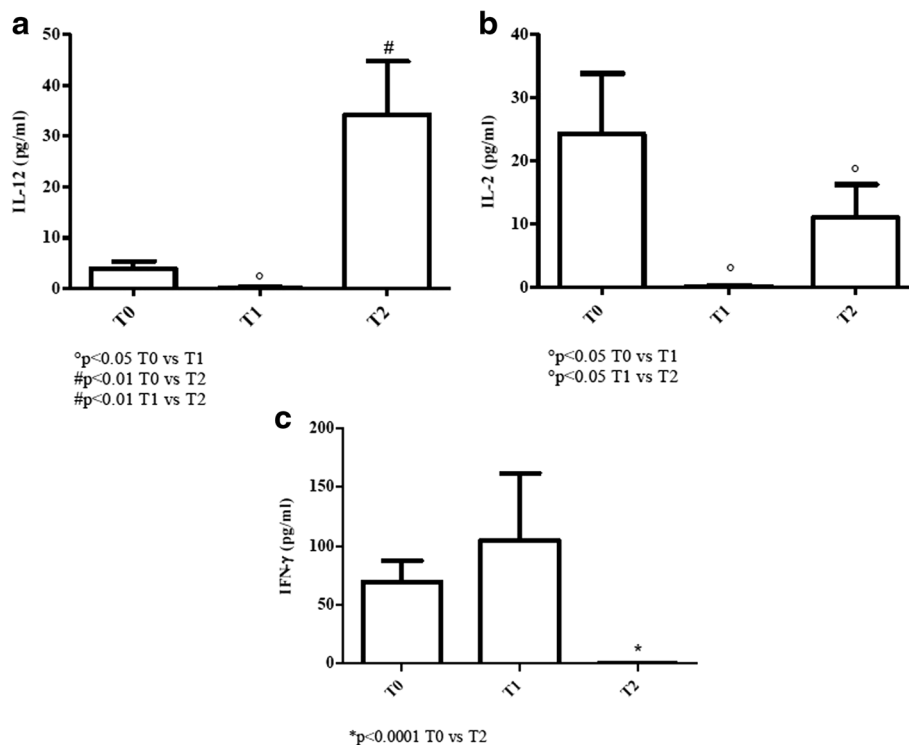 a
50
40
30
20
10
0
IL-12 (pg/ml)
#
°
T0 T1 T2
°p<0.05 T0 vs T1
#p<0.01 T0 vs T2
#p<0.01 T1 vs T2
b
40
30
20
10
0
IL-2 (pg/ml)
°
°
T0 T1 T2
°p<0.05 T0 vs T1
°p<0.05 T1 vs T2
c
200
150
100
50
0
IFN-γ (pg/ml)
*
T0 T1 T2
*p<0.0001 T0 vs T2